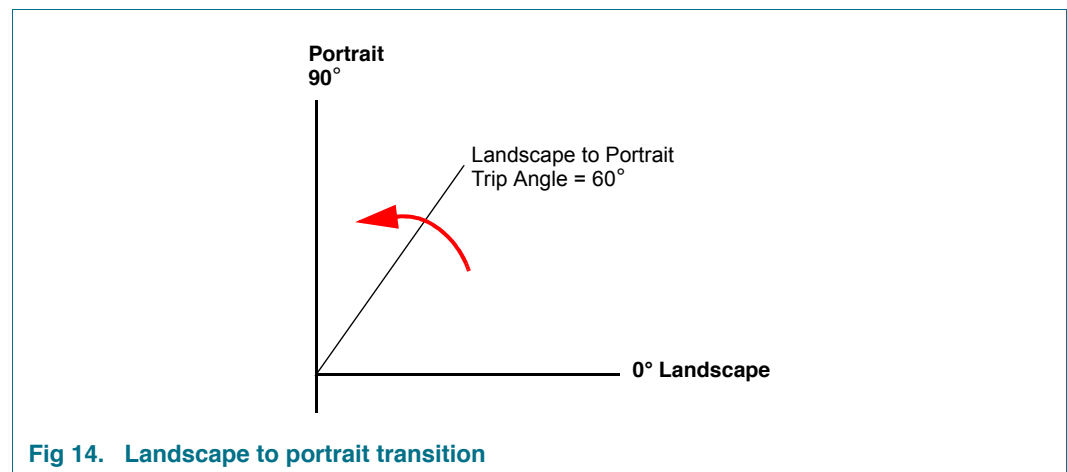 Portrait
90°
Landscape to Portrait
Trip Angle = 60°
0° Landscape
Fig 14. Landscape to portrait transition